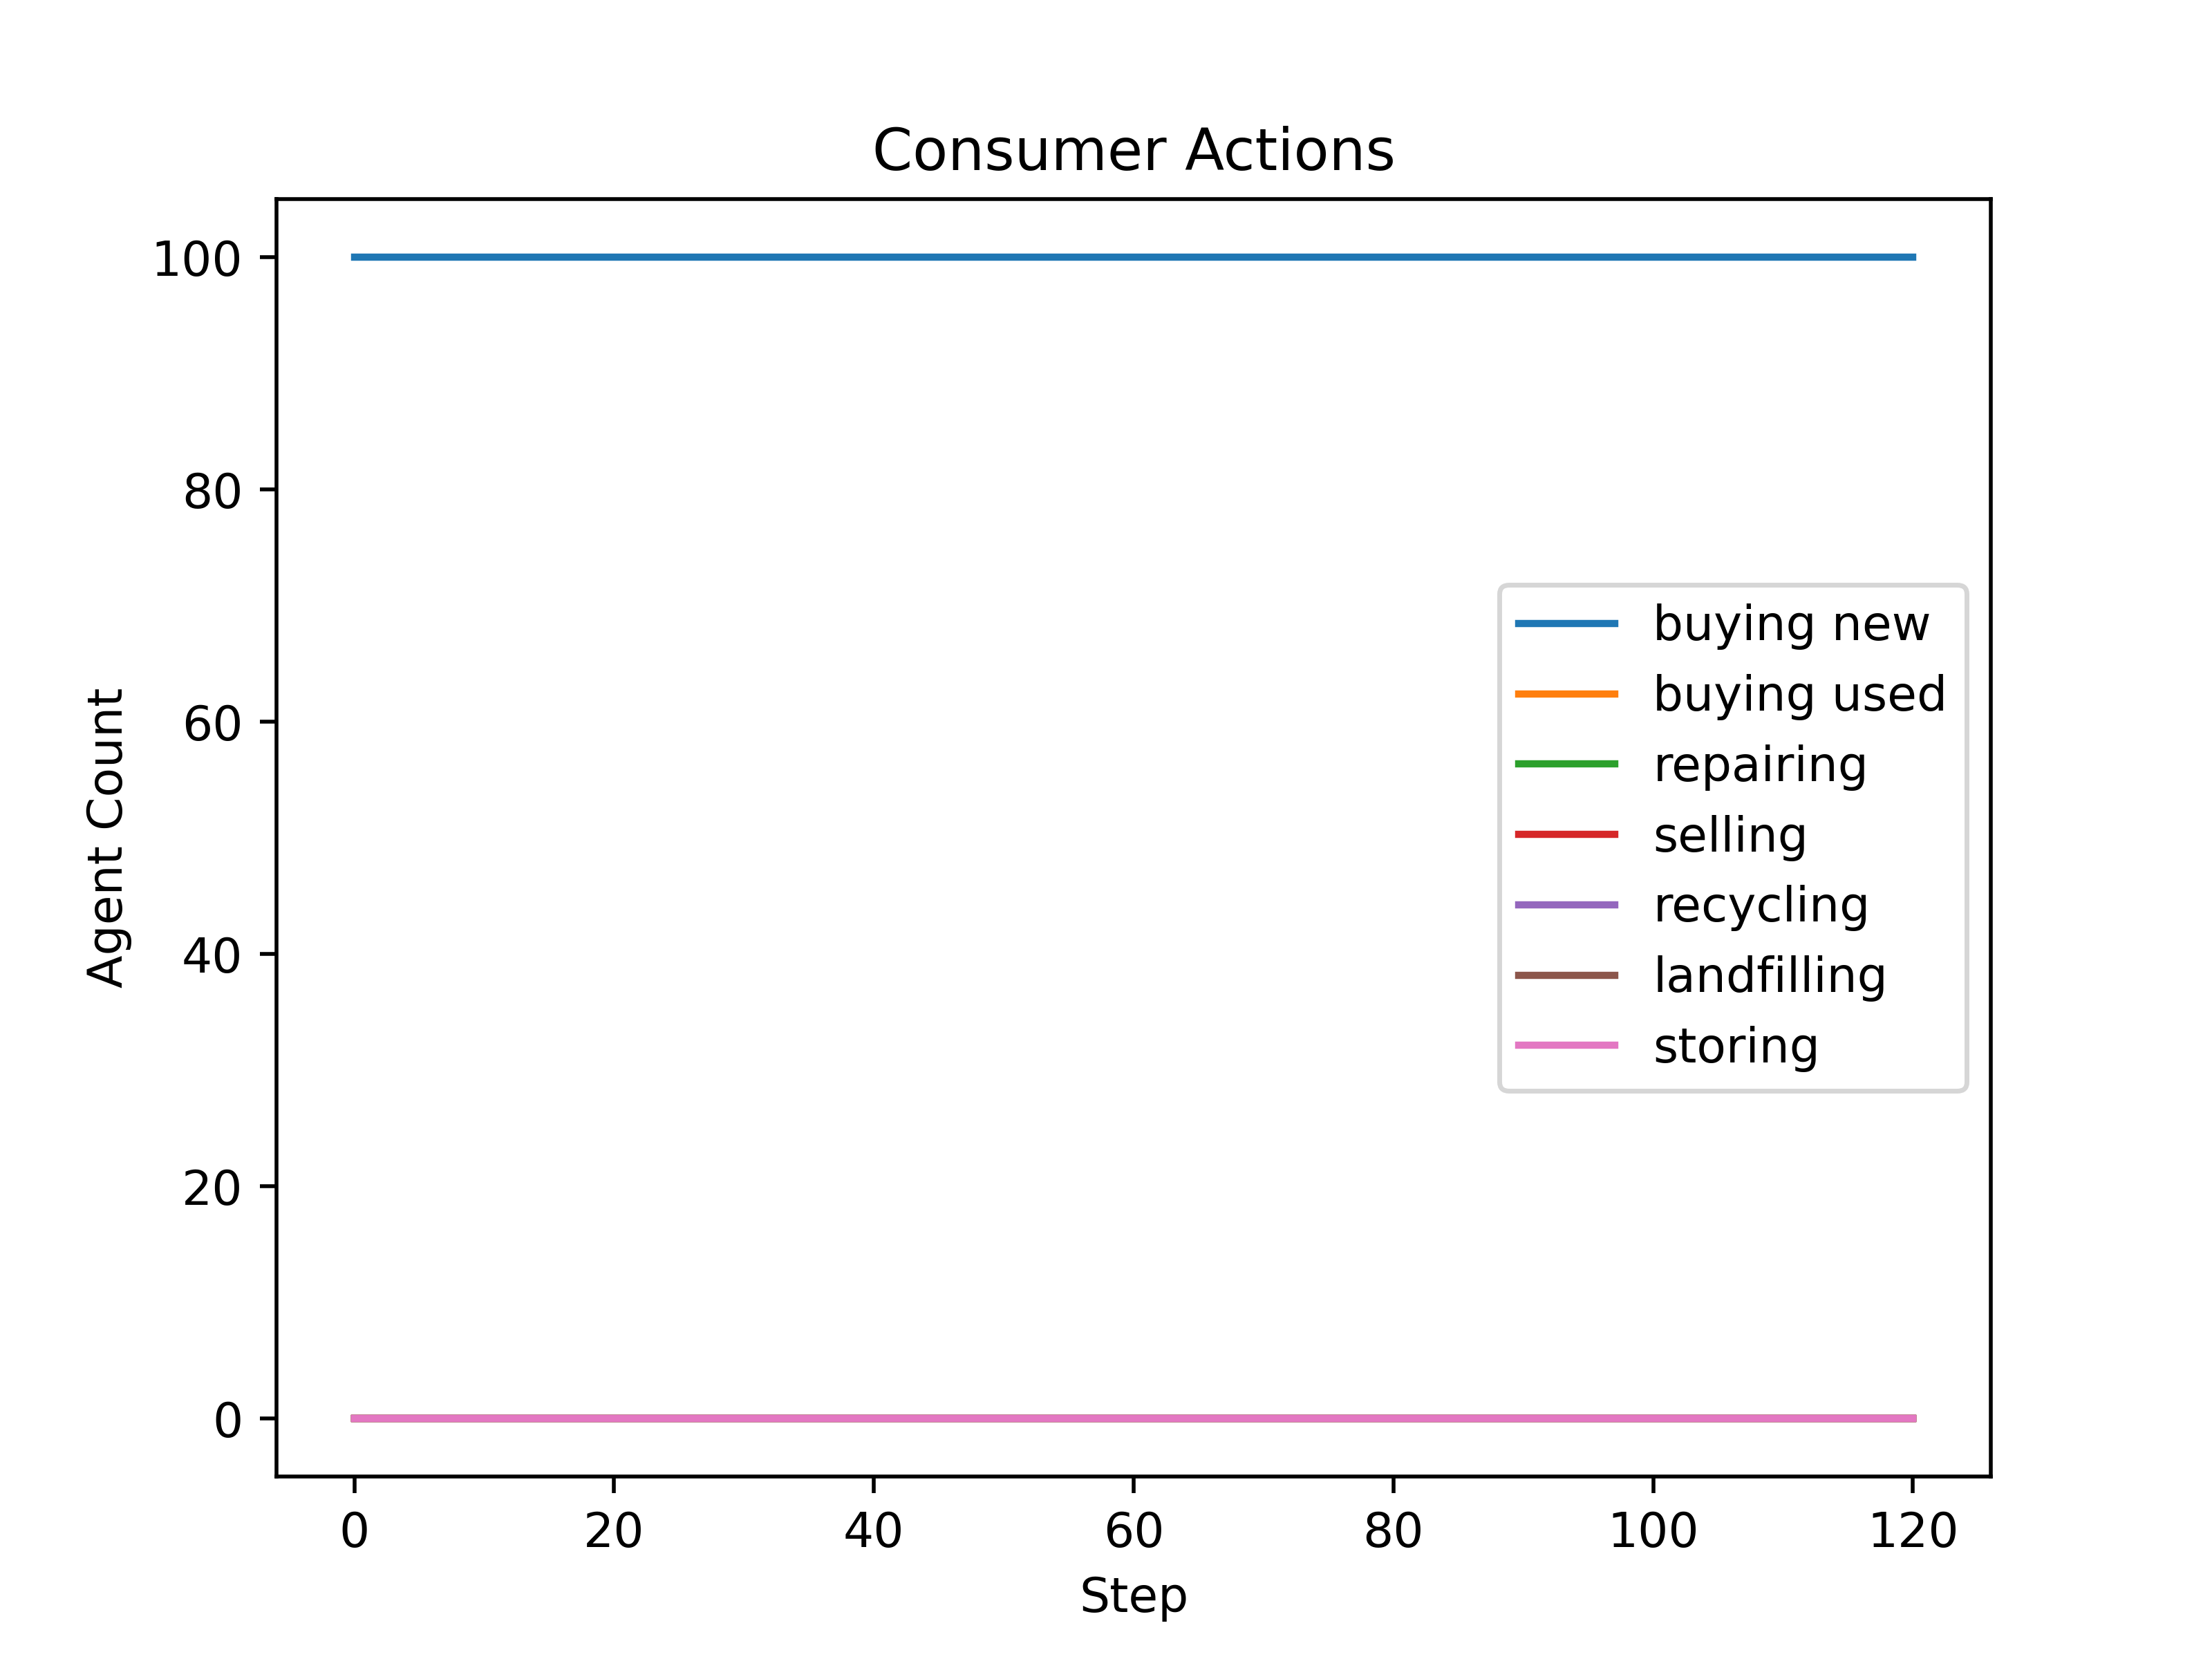 Consumer Actions
Agent Count
100
80
60
40
20
0
buying new
buying used
repairing
selling
recycling
landfilling
storing
0 20 40 60 80 100 120
Step